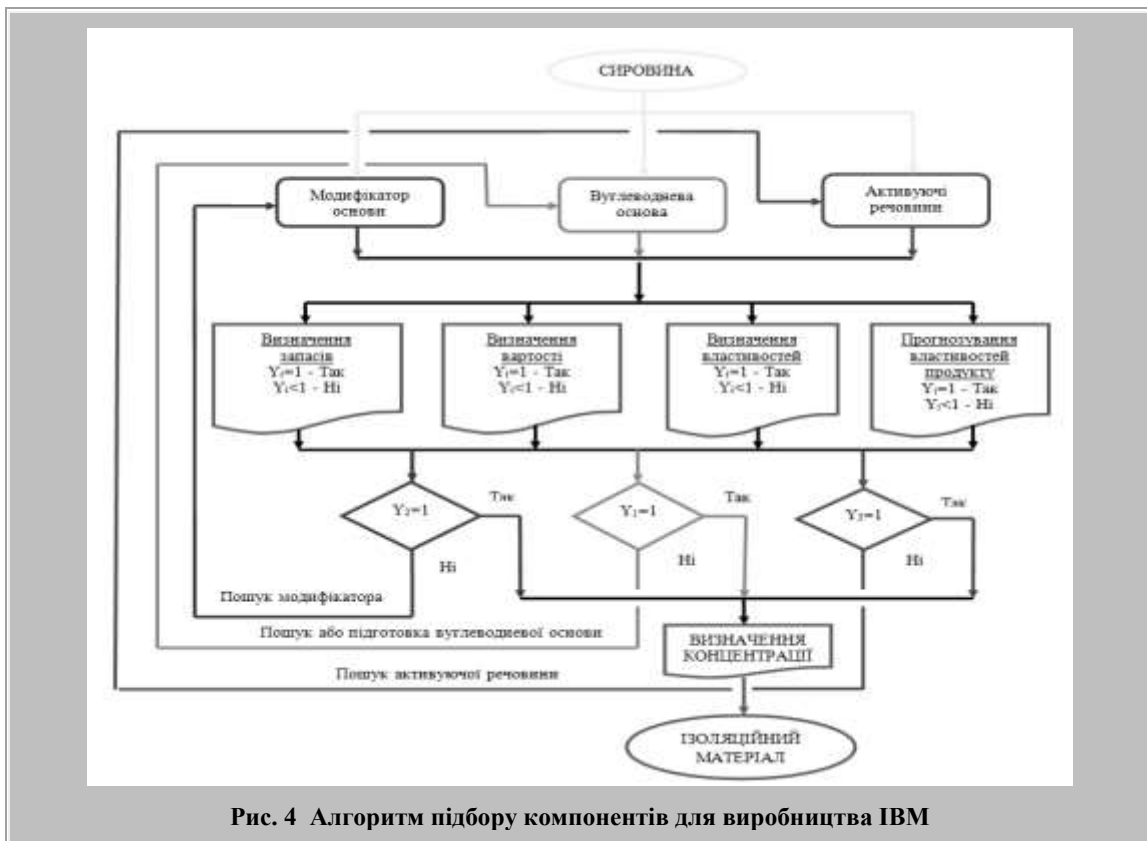 СИРОВИНА
Модифікатор
основи
Вуглеводнева
основа
Активуючі
речовини
Визначення
запасів
Y₁=1 - Так
Y₁<1 - Ні
Визначення
вартості
Y₁=1 - Так
Y₁<1 - Ні
Визначення
властивостей
Y₁=1 - Так
Y₁<1 - Ні
Прогнозування
властивостей
продукту
Y₁=1 - Так
Y₁<1 - Ні
Y₂=1
Так
Ні
Y₁=1
Так
Ні
Y₃=1
Так
Ні
Пошук модифікатора
Пошук або підготовка вуглеводневої основи
Пошук активуючої речовини
ВИЗНАЧЕННЯ
КОНЦЕНТРАЦІЇ
ІЗОЛЯЦІЙНИЙ
МАТЕРІАЛ
Рис. 4 Алгоритм підбору компонентів для виробництва ІВМ